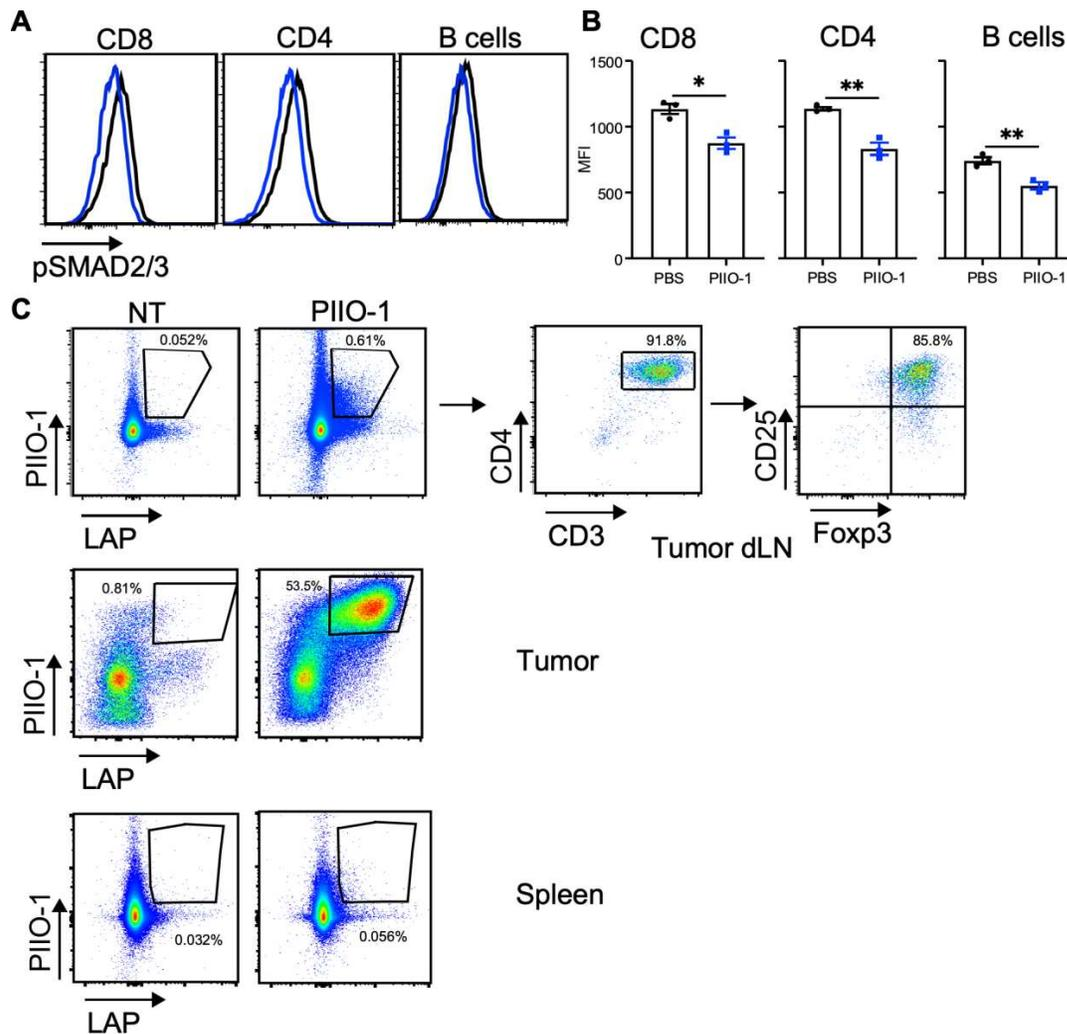 A
CD8 CD4 B cells
pSMAD2/3
B
CD8 CD4 B cells
1500
1000
500
0
MFI
* ** **
PBS PIIO-1 PBS PIIO-1 PBS PIIO-1
C
NT PIIO-1
0.052% 0.61% 91.8% 85.8%
PIIO-1
CD4
CD25
LAP
CD3
Foxp3
Tumor dLN
0.81% 53.5%
PIIO-1
LAP
Tumor
0.032% 0.056%
PIIO-1
LAP
Spleen